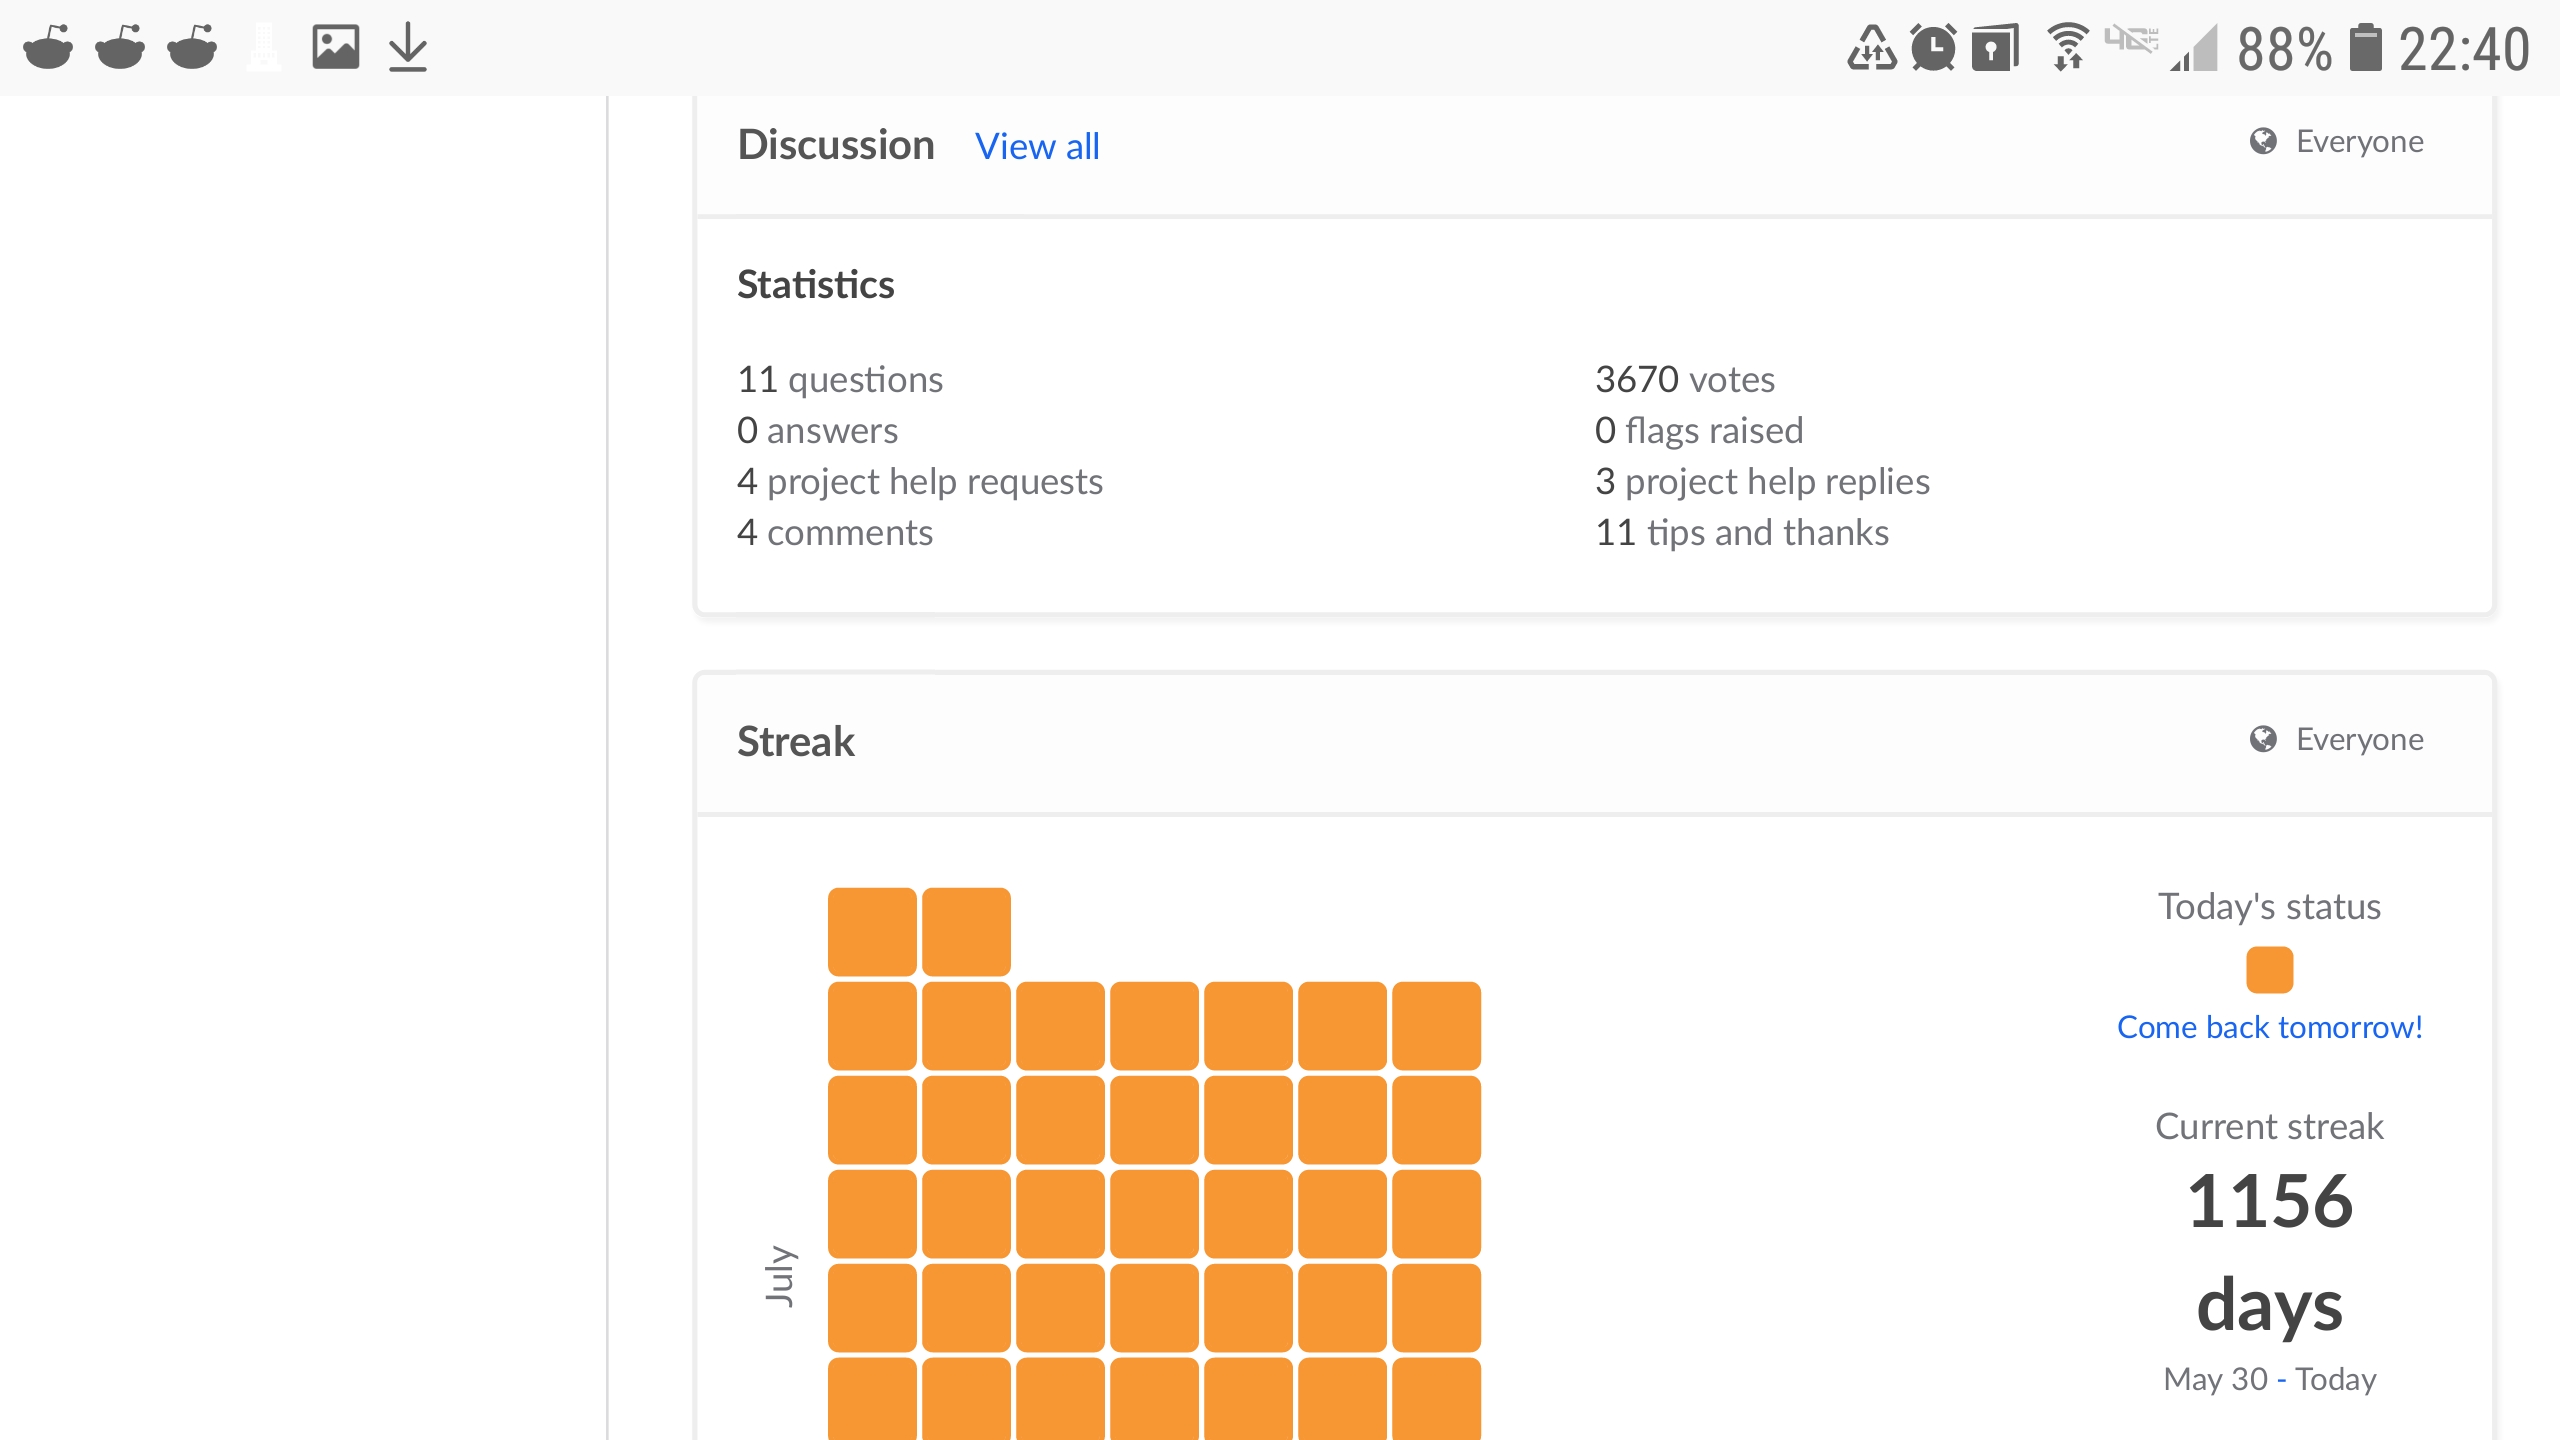 88% 22:40
Discussion View all Everyone
Statistics
11 questions
0 answers
4 project help requests
4 comments
3670 votes
0 flags raised
3 project help replies
11 tips and thanks
Streak Everyone
July
Today's status
Come back tomorrow!
Current streak
1156
days
May 30 - Today